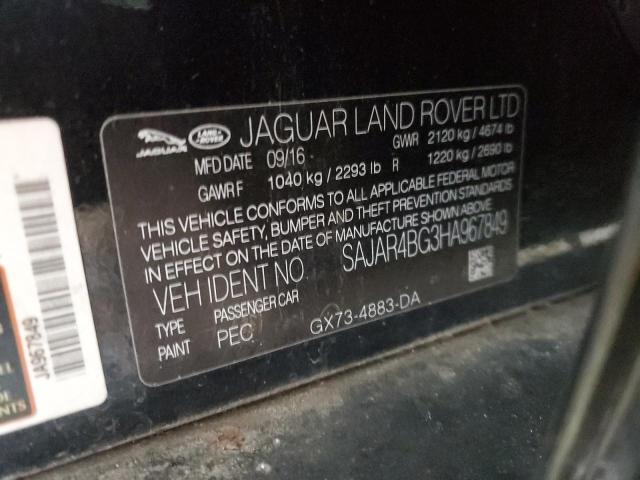 JAGUAR
LAND ROVER
JAGUAR LAND ROVER LTD
MFD DATE 09/16 GVWR 2120 kg / 4674 lb
GAWR F 1040 kg / 2293 lb R 1220 kg / 2690 lb
THIS VEHICLE CONFORMS TO ALL APPLICABLE FEDERAL MOTOR
VEHICLE SAFETY, BUMPER AND THEFT PREVENTION STANDARDS
IN EFFECT ON THE DATE OF MANUFACTURE SHOWN ABOVE
VEH IDENT NO. SAJAR4BG3HA967849
TYPE PASSENGER CAR
PAINT PEC GX73-4883-DA
JA967849